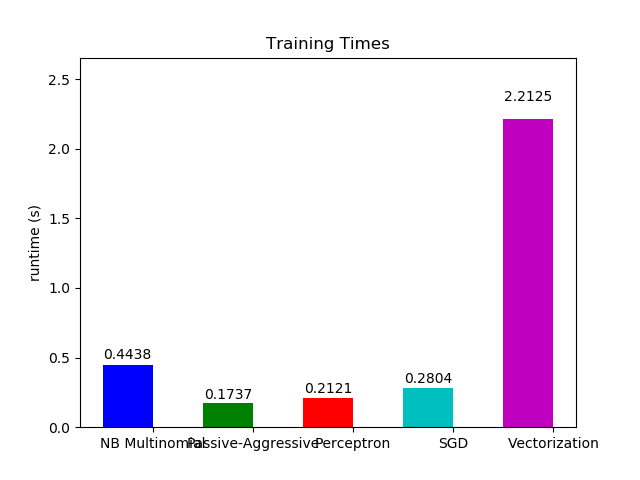 Training Times
runtime (s)
2.5
2.0
1.5
1.0
0.5
0.0
0.4438
0.1737
0.2121
0.2804
2.2125
NB Multinomial
Passive-Aggressive
Perceptron
SGD
Vectorization